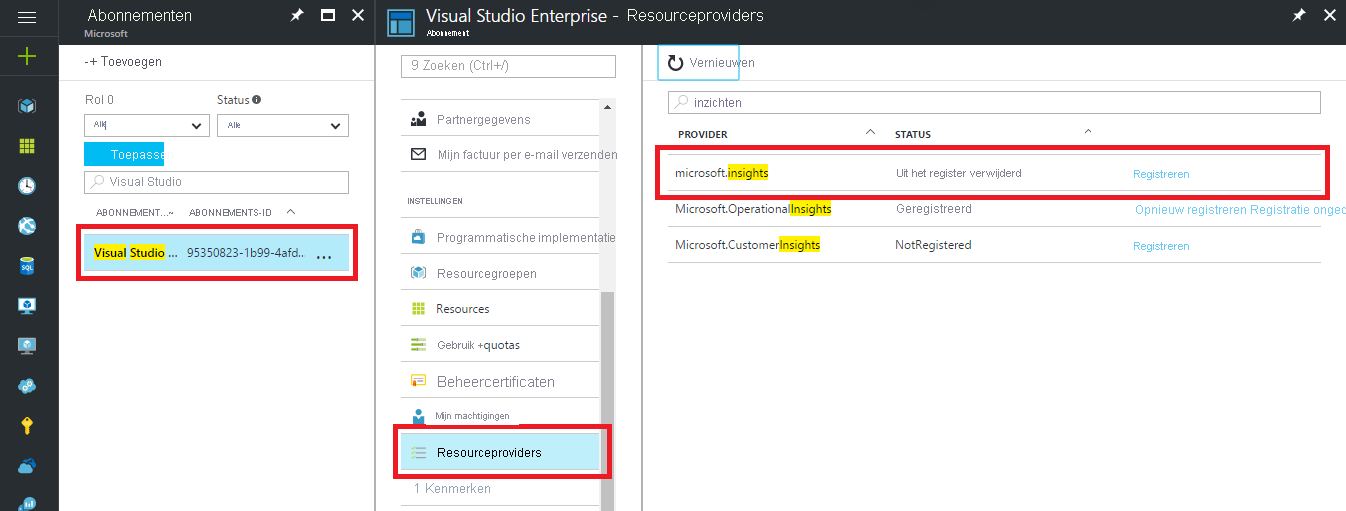 Abonnementen
Microsoft
-+ Toevoegen
Rol 0
Status
Alk
Alle
Toepasse
Visual Studio
ABONNEMENT...~ ABONNEMENTS-ID
Visual Studio ... 95350823-1b99-4afd... ...
SQL
Visual Studio Enterprise - Resourceproviders
Abonnement
9 Zoeken (Ctrl+/)
Partnergegevens
Mijn factuur per e-mail verzenden
INSTELLINGEN
Programmatische implementatie
Resourcegroepen
Resources
Gebruik +quotas
Beheercertificaten
Mijn machtigingen
Resourceproviders
1 Kenmerken
Vernieuwen
inzichten
PROVIDER STATUS
microsoft.insights Uit het register verwijderd Registreren
Microsoft.OperationalInsights Geregistreerd Opnieuw registreren Registratie onged
Microsoft.CustomerInsights NotRegistered Registreren